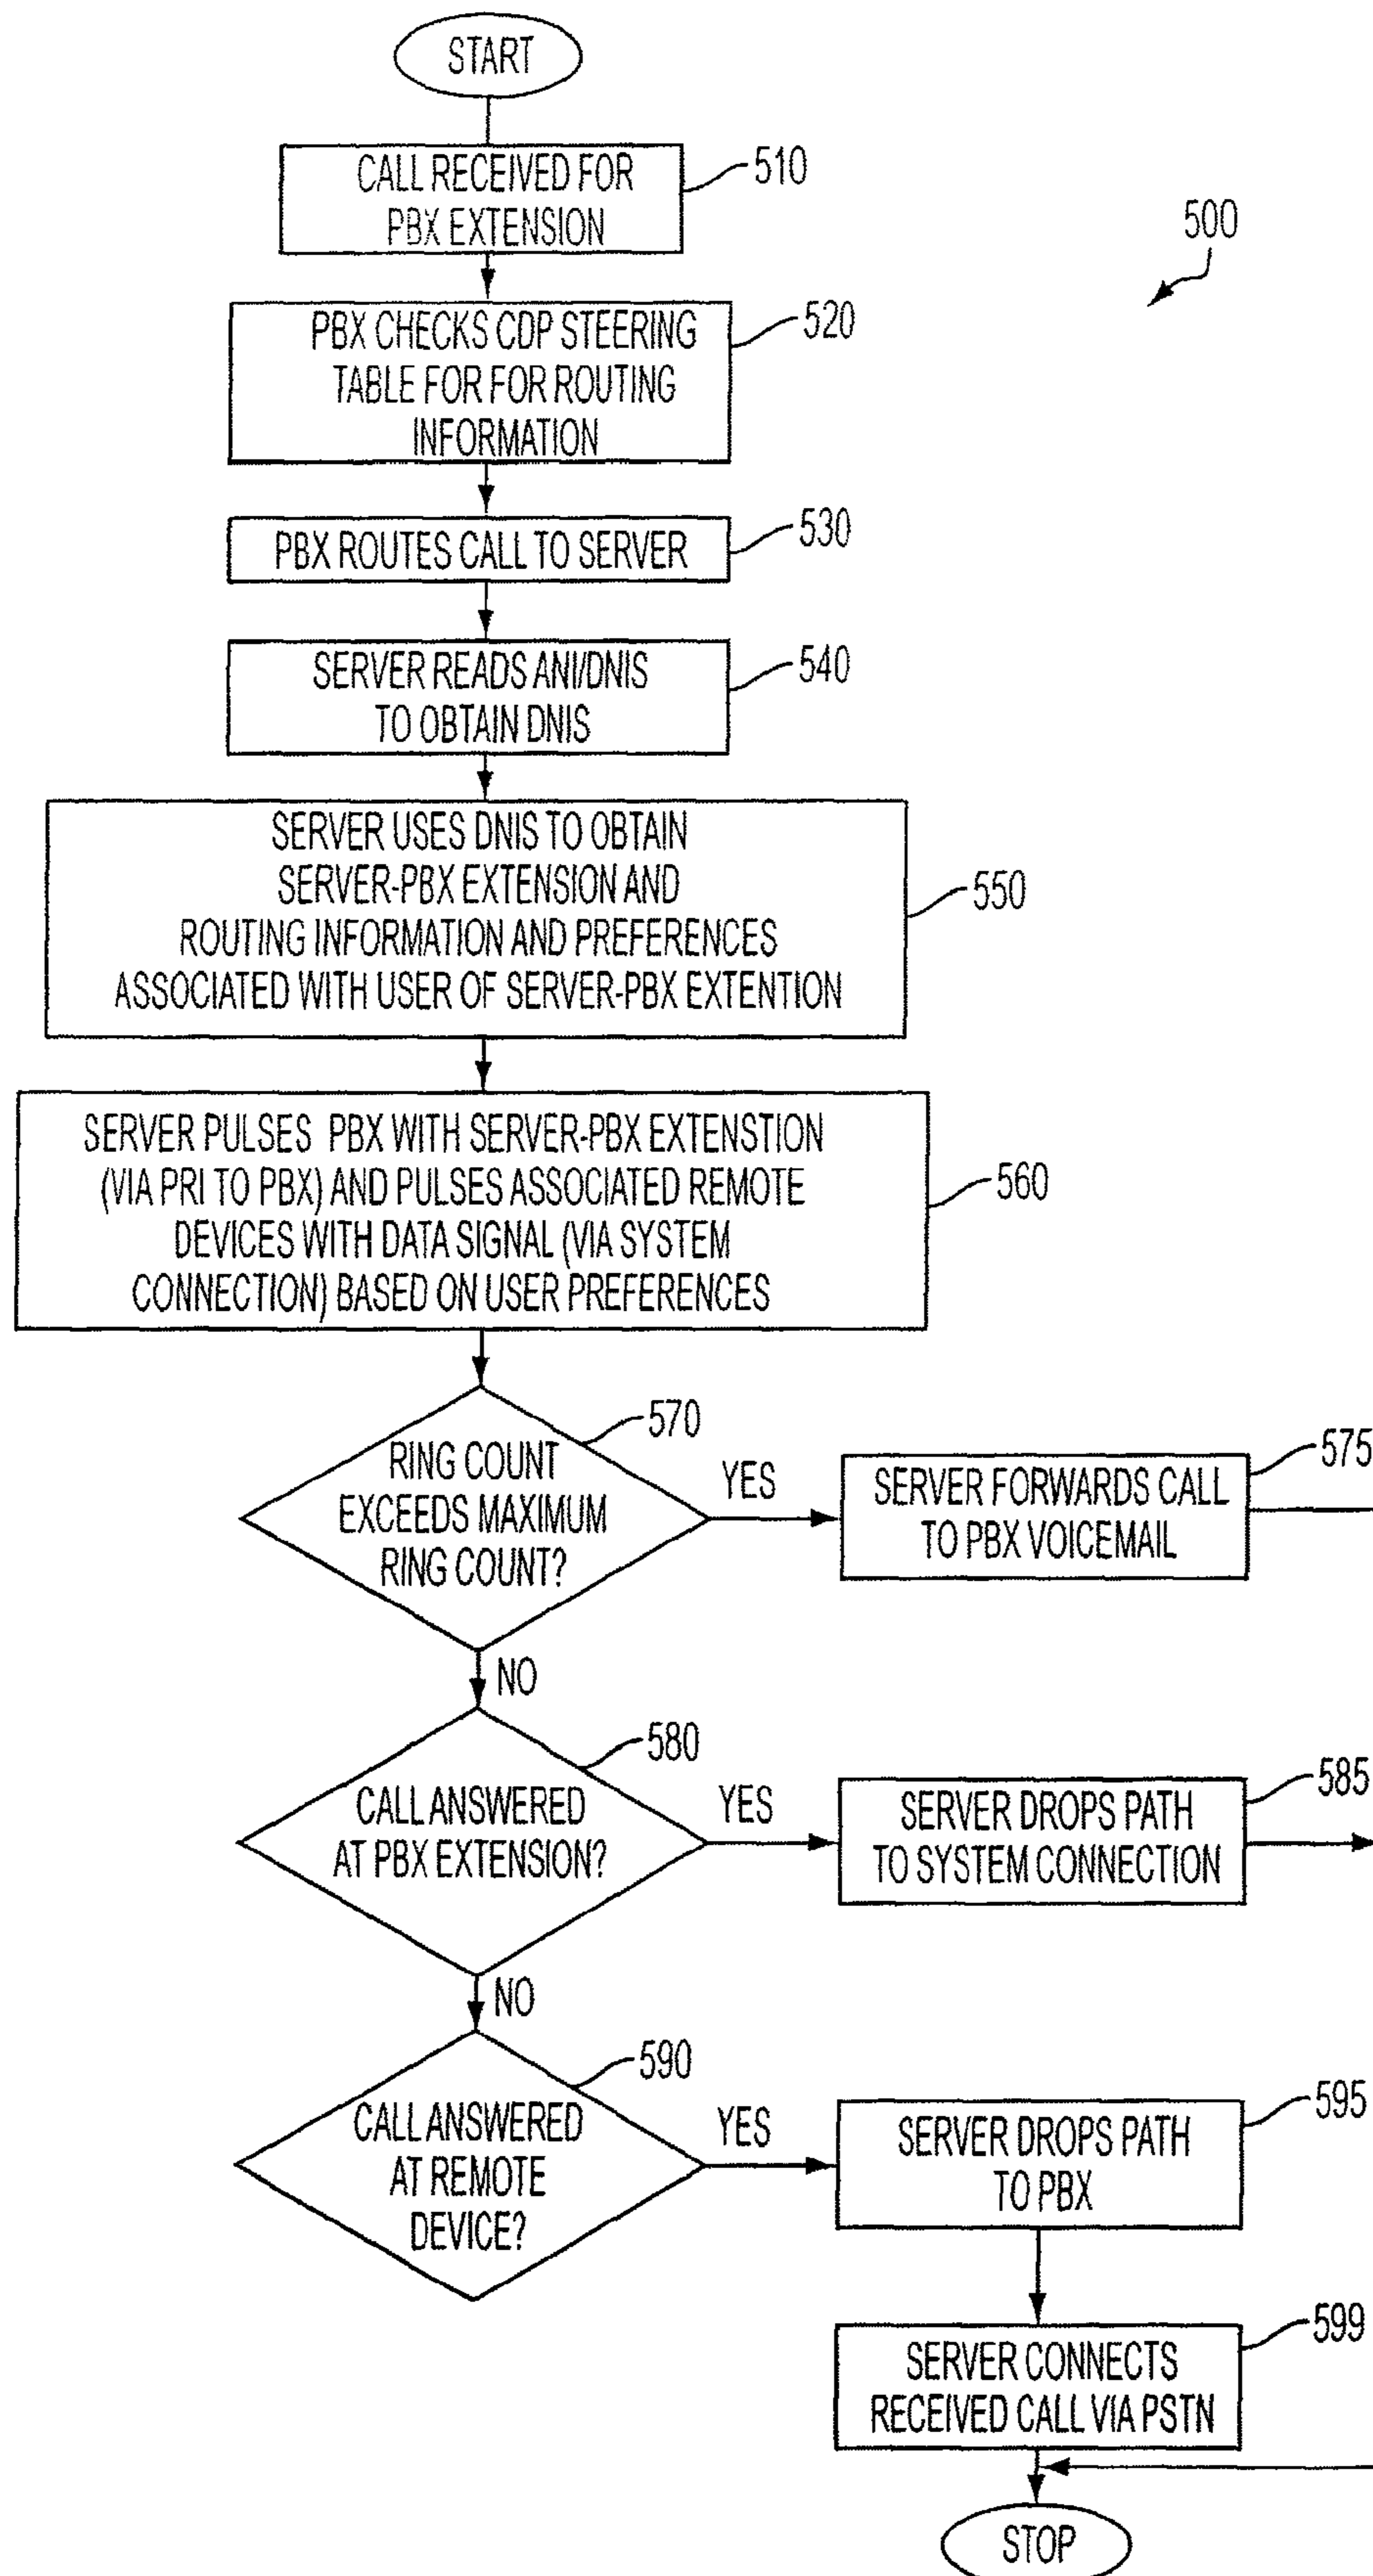 START
CALL RECEIVED FOR
PBX EXTENSION
510
500
PBX CHECKS CDP STEERING
TABLE FOR FOR ROUTING
INFORMATION
520
PBX ROUTES CALL TO SERVER
530
SERVER READS ANI/DNIS
TO OBTAIN DNIS
540
SERVER USES DNIS TO OBTAIN
SERVER-PBX EXTENSION AND
ROUTING INFORMATION AND PREFERENCES
ASSOCIATED WITH USER OF SERVER-PBX EXTENTION
550
SERVER PULSES PBX WITH SERVER-PBX EXTENSTION
(VIA PRI TO PBX) AND PULSES ASSOCIATED REMOTE
DEVICES WITH DATA SIGNAL (VIA SYSTEM
CONNECTION) BASED ON USER PREFERENCES
560
RING COUNT
EXCEEDS MAXIMUM
RING COUNT?
570
YES
SERVER FORWARDS CALL
TO PBX VOICEMAIL
575
NO
CALL ANSWERED
AT PBX EXTENSION?
580
YES
SERVER DROPS PATH
TO SYSTEM CONNECTION
585
NO
CALL ANSWERED
AT REMOTE
DEVICE?
590
YES
SERVER DROPS PATH
TO PBX
595
SERVER CONNECTS
RECEIVED CALL VIA PSTN
599
STOP